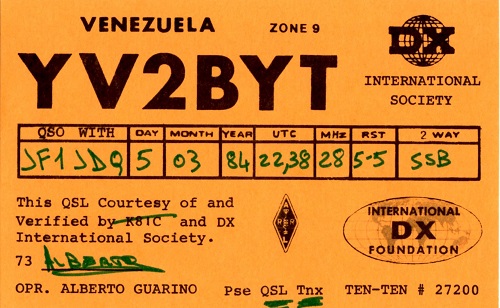 VENEZUELA ZONE 9
YV2BYT
DX
INTERNATIONAL
SOCIETY
QSO WITH DAY MONTH YEAR UTC MHz RST 2 WAY
JF1JDQ 5 03 84 22,38 28 5-5 SSB
This QSL Courtesy of and
Verified by K8IC and DX
International Society.
73 ALBERTO
OPR. ALBERTO GUARINO
ARRL
INTERNATIONAL
DX
FOUNDATION
Pse QSL Tnx TEN-TEN # 27200